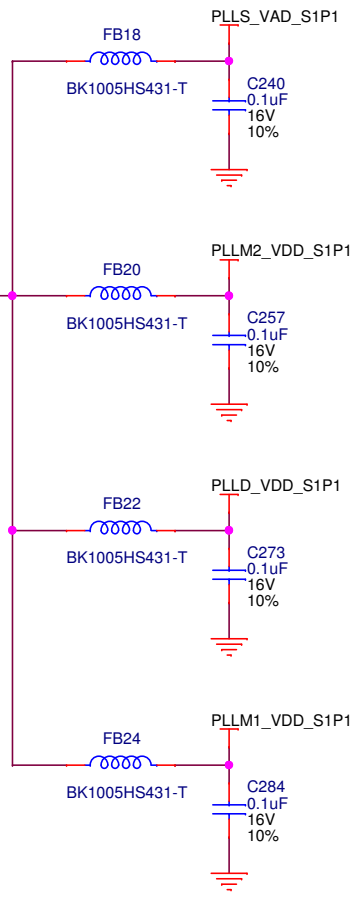 PLLS_VAD_S1P1
FB18
BK1005HS431-T
C240
0.1uF
16V
10%
PLLM2_VDD_S1P1
FB20
BK1005HS431-T
C257
0.1uF
16V
10%
PLLD_VDD_S1P1
FB22
BK1005HS431-T
C273
0.1uF
16V
10%
PLLM1_VDD_S1P1
FB24
BK1005HS431-T
C284
0.1uF
16V
10%